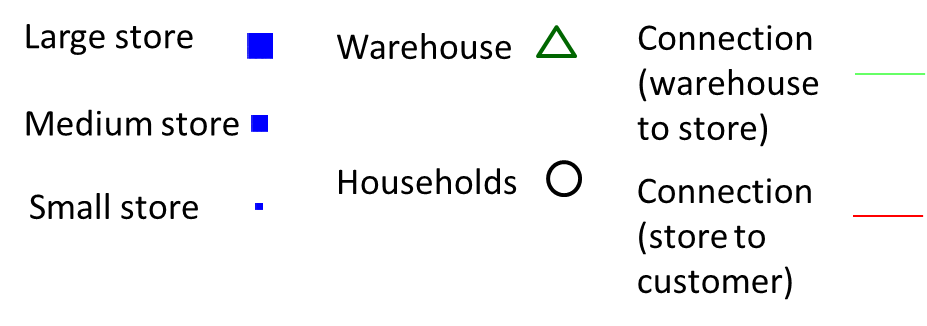 Large store
Medium store
Small store
Warehouse
Households
Connection
(warehouse
to store)
Connection
(store to
customer)